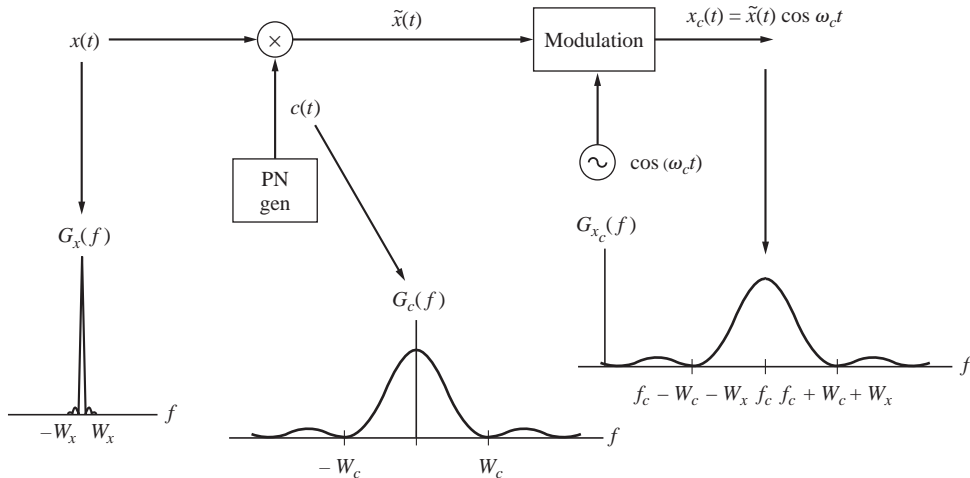 x(t)
×
x̃(t)
Modulation
x_c(t) = x̃(t) cos ω_c t
c(t)
PN
gen
cos (ω_c t)
G_x(f)
G_c(f)
G_{x_c}(f)
f
−W_x W_x
f
− W_c W_c
f
f_c − W_c − W_x f_c f_c + W_c + W_x